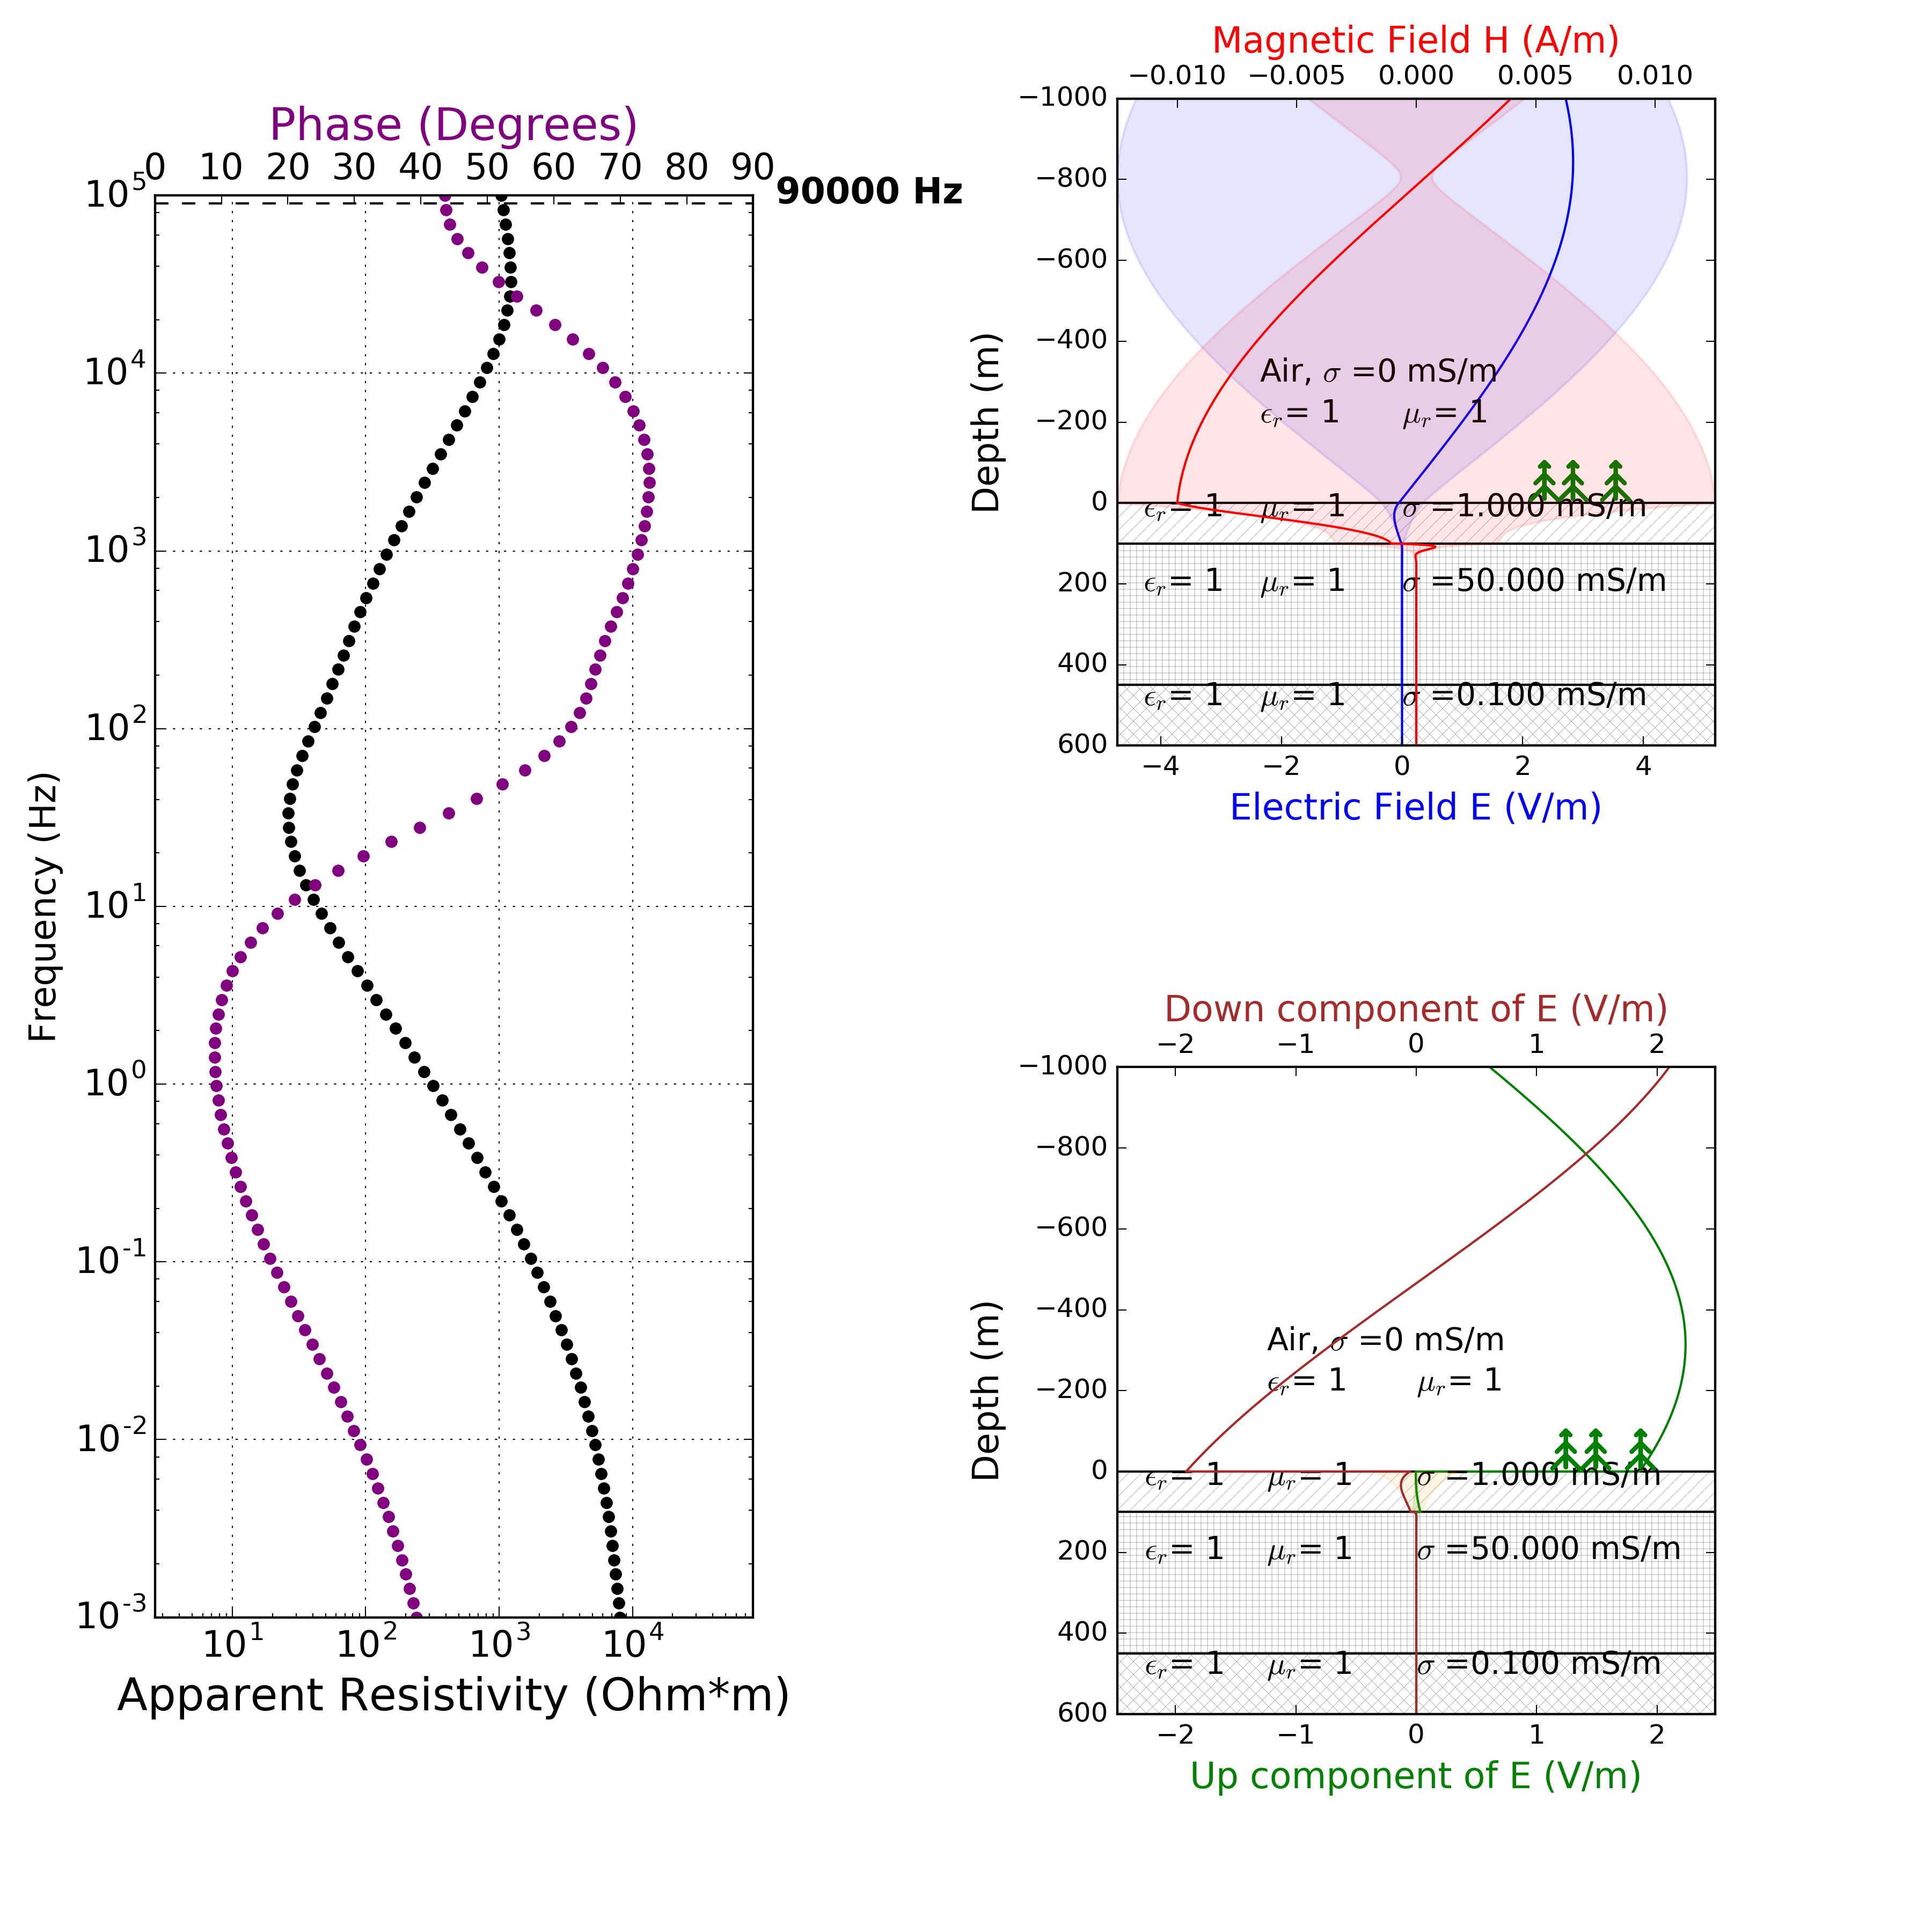 Phase (Degrees)
0 10 20 30 40 50 60 70 80 90
90000 Hz
10^5
10^4
10^3
10^2
10^1
10^0
10^-1
10^-2
10^-3
Frequency (Hz)
10^1 10^2 10^3 10^4
Apparent Resistivity (Ohm*m)
Magnetic Field H (A/m)
−0.010 −0.005 0.000 0.005 0.010
−1000
−800
−600
−400
−200
0
200
400
600
Depth (m)
Air, σ =0 mS/m
ϵr= 1 μr= 1
ϵr= 1 μr= 1 σ =1.000 mS/m
ϵr= 1 μr= 1 σ =50.000 mS/m
ϵr= 1 μr= 1 σ =0.100 mS/m
−4 −2 0 2 4
Electric Field E (V/m)
Down component of E (V/m)
−2 −1 0 1 2
−1000
−800
−600
−400
−200
0
200
400
600
Depth (m)
Air, σ =0 mS/m
ϵr= 1 μr= 1
ϵr= 1 μr= 1 σ =1.000 mS/m
ϵr= 1 μr= 1 σ =50.000 mS/m
ϵr= 1 μr= 1 σ =0.100 mS/m
−2 −1 0 1 2
Up component of E (V/m)